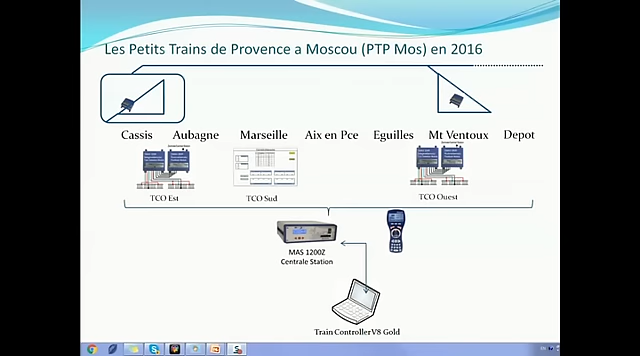 Les Petits Trains de Provence a Moscou (PTP Mos) en 2016
Cassis Aubagne Marseille Aix en Pce Eguilles Mt Ventoux Depot
TCO Est TCO Sud TCO Ouest
MAS 1200Z
Centrale Station
Train Controller V8 Gold
EN